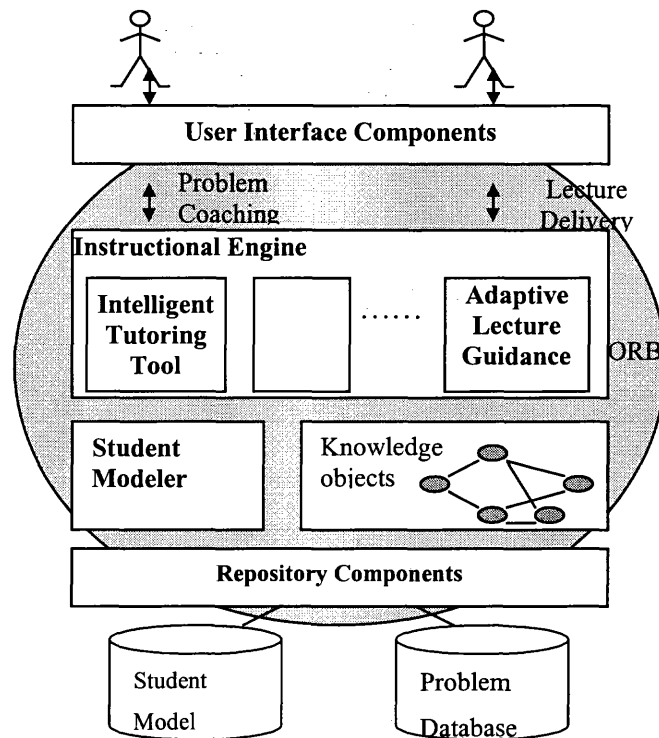 User Interface Components
Problem
Coaching
Lecture
Delivery
Instructional Engine
Intelligent
Tutoring
Tool
......
Adaptive
Lecture
Guidance
ORB
Student
Modeler
Knowledge
objects
Repository Components
Student
Model
Problem
Database